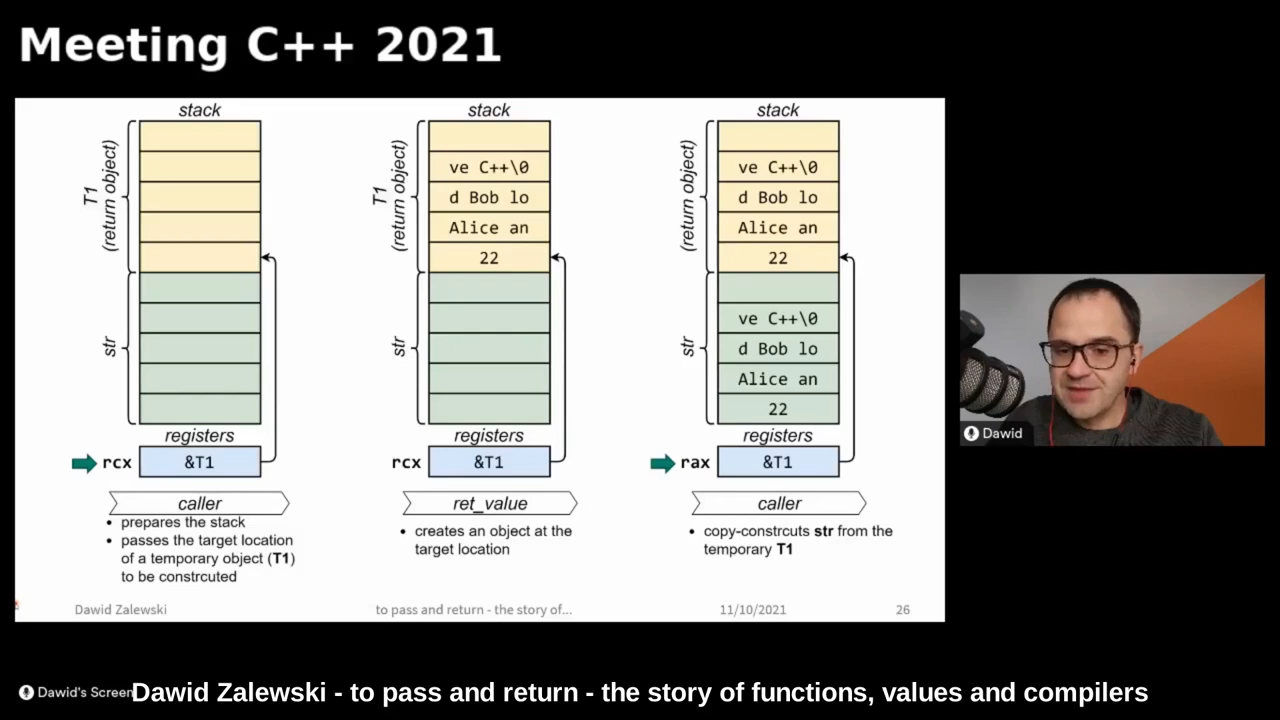 Meeting C++ 2021
stack
T1
(return object)
str
registers
rcx
&T1
caller
• prepares the stack
• passes the target location
of a temporary object (T1)
to be constrcuted
stack
T1
(return object)
ve C++\0
d Bob lo
Alice an
22
str
registers
rcx
&T1
ret_value
• creates an object at the
target location
stack
(return object)
ve C++\0
d Bob lo
Alice an
22
str
ve C++\0
d Bob lo
Alice an
22
registers
rax
&T1
caller
• copy-constrcuts str from the
temporary T1
Dawid Zalewski
to pass and return - the story of...
11/10/2021
26
Dawid
Dawid's Screen
Dawid Zalewski - to pass and return - the story of functions, values and compilers